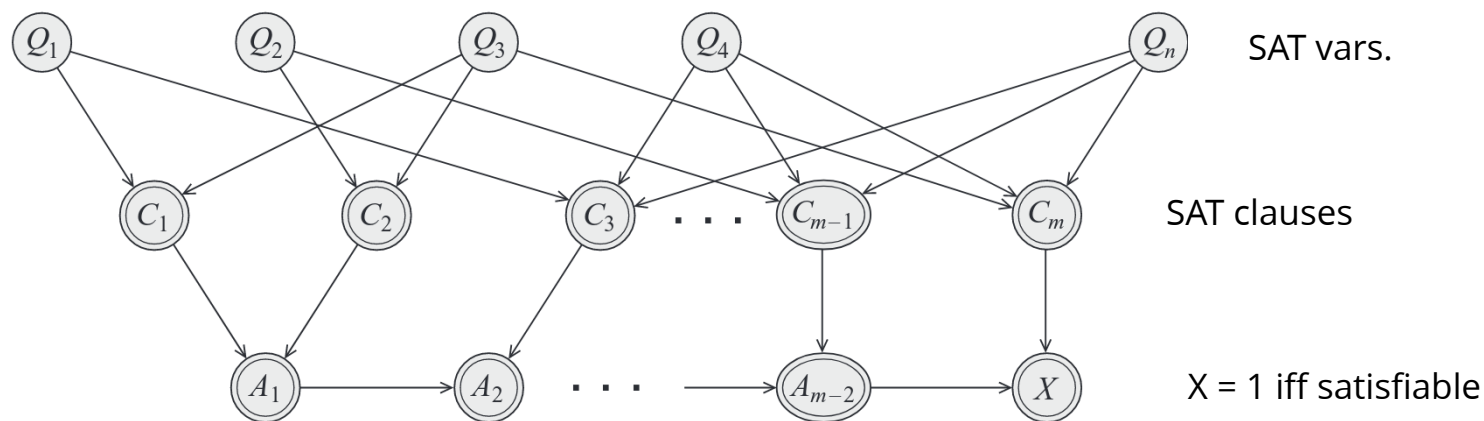 Q₁ Q₂ Q₃ Q₄ Qₙ SAT vars.
C₁ C₂ C₃ ... Cₘ₋₁ Cₘ SAT clauses
A₁ A₂ ... Aₘ₋₂ X X = 1 iff satisfiable